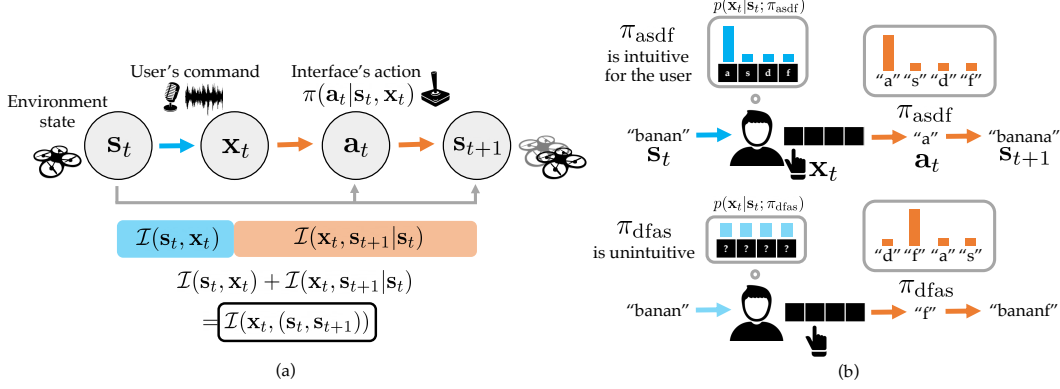 Environment
state
User's command
Interface's action
π(a_t|s_t, x_t)
s_t
x_t
a_t
s_{t+1}
I(s_t, x_t)
I(x_t, s_{t+1}|s_t)
I(s_t, x_t) + I(x_t, s_{t+1}|s_t)
= I(x_t, (s_t, s_{t+1}))
(a)
p(x_t|s_t; π_asdf)
π_asdf
is intuitive
for the user
a s d f
“a” “s” “d” “f”
π_asdf
“banan” “a” “banana”
s_t x_t a_t s_{t+1}
p(x_t|s_t; π_dfas)
π_dfas
is unintuitive
? ? ? ?
“d” “f” “a” “s”
π_dfas
“banan” “f” “bananf”
(b)